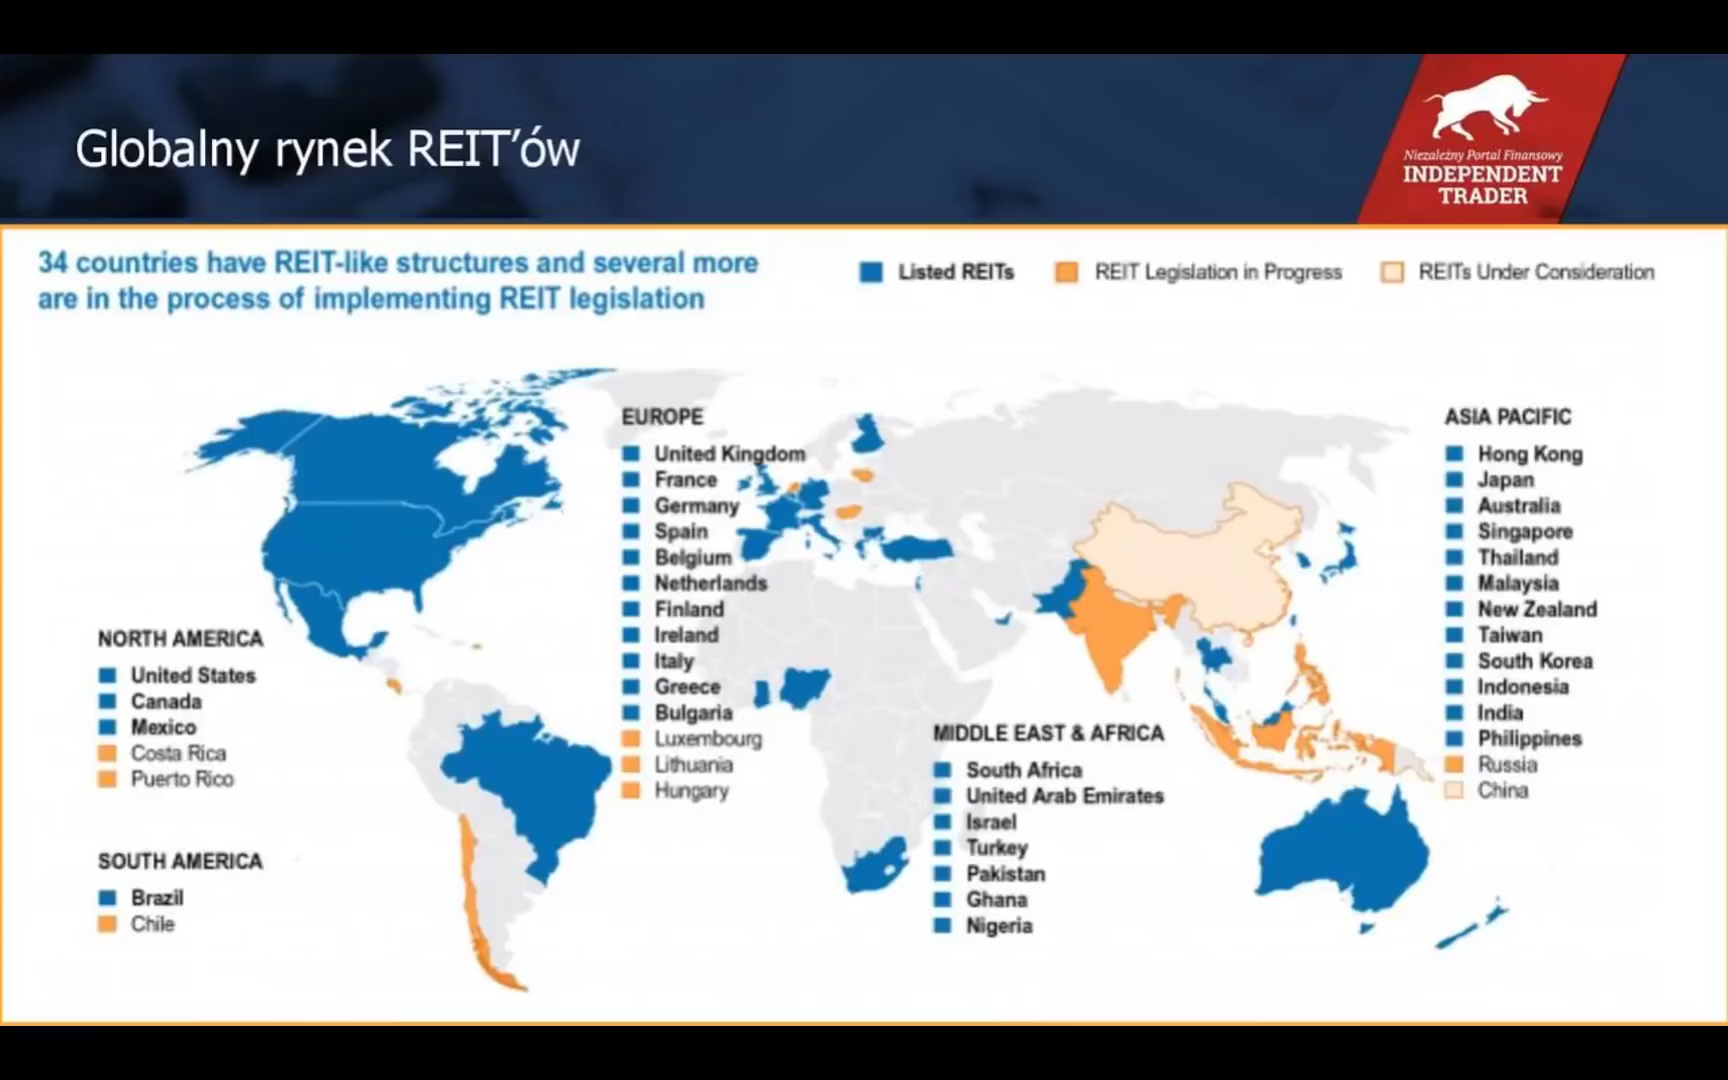 Globalny rynek REIT'ów
Niezależny Portal Finansowy
INDEPENDENT
TRADER
34 countries have REIT-like structures and several more
are in the process of implementing REIT legislation
Listed REITs
REIT Legislation in Progress
REITs Under Consideration
NORTH AMERICA
United States
Canada
Mexico
Costa Rica
Puerto Rico
SOUTH AMERICA
Brazil
Chile
EUROPE
United Kingdom
France
Germany
Spain
Belgium
Netherlands
Finland
Ireland
Italy
Greece
Bulgaria
Luxembourg
Lithuania
Hungary
MIDDLE EAST & AFRICA
South Africa
United Arab Emirates
Israel
Turkey
Pakistan
Ghana
Nigeria
ASIA PACIFIC
Hong Kong
Japan
Australia
Singapore
Thailand
Malaysia
New Zealand
Taiwan
South Korea
Indonesia
India
Philippines
Russia
China